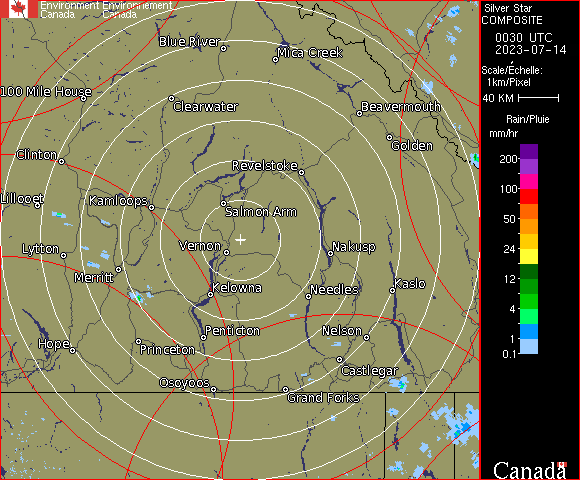 Environment Environnement
Canada Canada
Blue River
Mica Creek
100 Mile House
Clearwater
Beavermouth
Golden
Clinton
Revelstoke
Lillooet
Kamloops
Salmon Arm
Lytton
Vernon
Nakusp
Merritt
Kelowna
Needles
Kaslo
Hope
Penticton
Nelson
Princeton
Castlegar
Osoyoos
Grand Forks
Silver Star
COMPOSITE
0030 UTC
2023-07-14
Scale/Échelle:
1km/Pixel
40 KM
Rain/Pluie
mm/hr
200
100
50
24
12
4
1
0.1
Canada